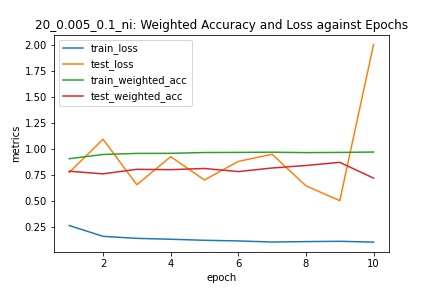 20_0.005_0.1_ni: Weighted Accuracy and Loss against Epochs
train_loss
test_loss
train_weighted_acc
test_weighted_acc
2.00
1.75
1.50
1.25
1.00
0.75
0.50
0.25
metrics
2 4 6 8 10
epoch